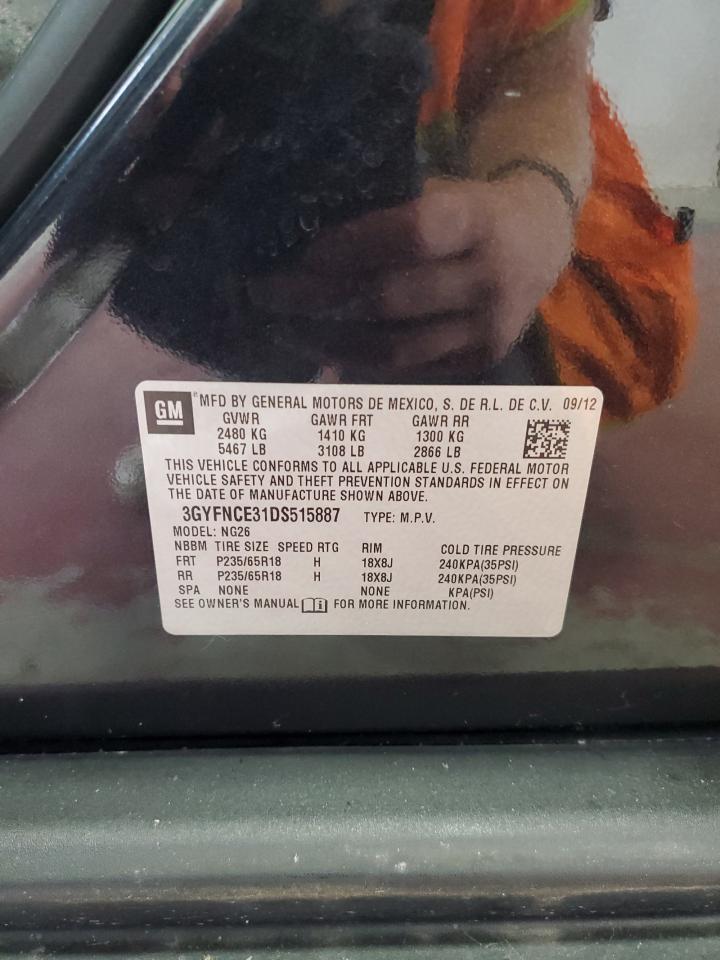 GM ® MFD BY GENERAL MOTORS DE MEXICO, S. DE R.L. DE C.V. 09/12
GVWR GAWR FRT GAWR RR
2480 KG 1410 KG 1300 KG
5467 LB 3108 LB 2866 LB
THIS VEHICLE CONFORMS TO ALL APPLICABLE U.S. FEDERAL MOTOR
VEHICLE SAFETY AND THEFT PREVENTION STANDARDS IN EFFECT ON
THE DATE OF MANUFACTURE SHOWN ABOVE.
3GYFNCE31DS515887 TYPE: M.P.V.
MODEL: NG26
NBBM TIRE SIZE SPEED RTG RIM COLD TIRE PRESSURE
FRT P235/65R18 H 18X8J 240KPA(35PSI)
RR P235/65R18 H 18X8J 240KPA(35PSI)
SPA NONE NONE KPA(PSI)
SEE OWNER'S MANUAL FOR MORE INFORMATION.